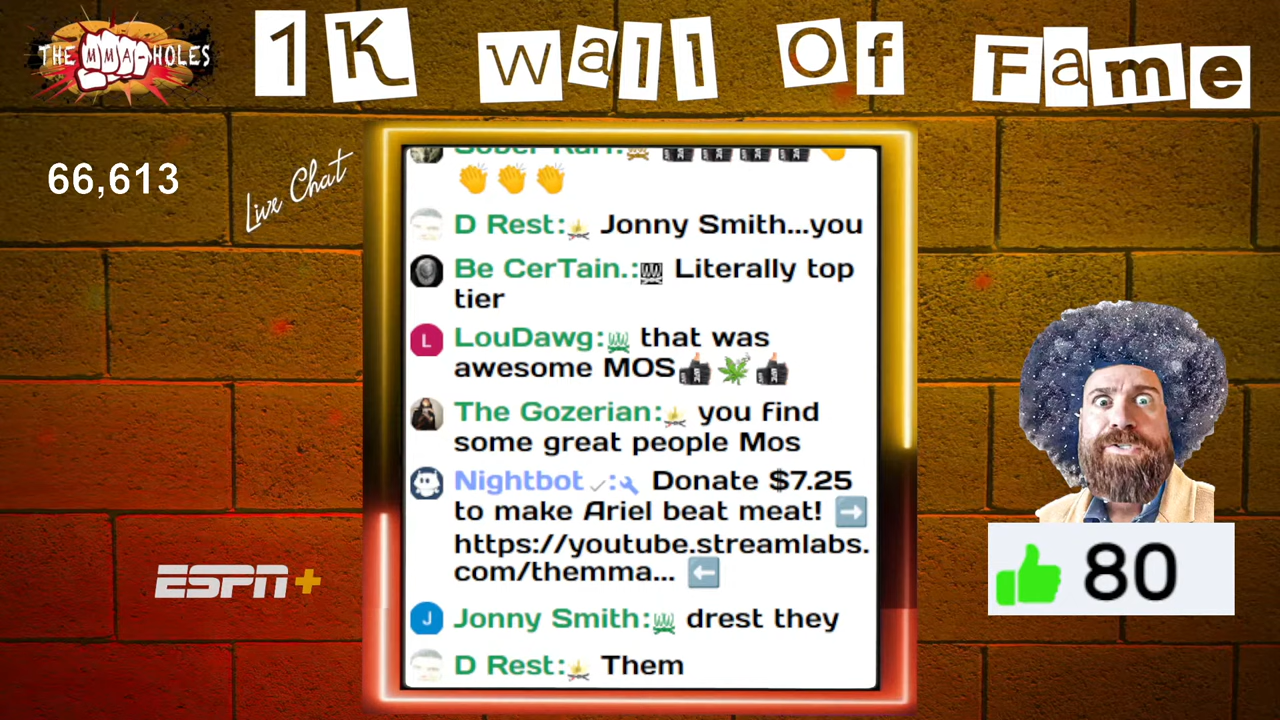 THE MMA-HOLES
1K Wall Of Fame
66,613
Live Chat
D Rest: Jonny Smith...you
Be CerTain.: Literally top
tier
LouDawg: that was
awesome MOS
The Gozerian: you find
some great people Mos
Nightbot: Donate $7.25
to make Ariel beat meat!
https://youtube.streamlabs.
com/themma...
L
J
Jonny Smith: drest they
D Rest: Them
ESPN+
80